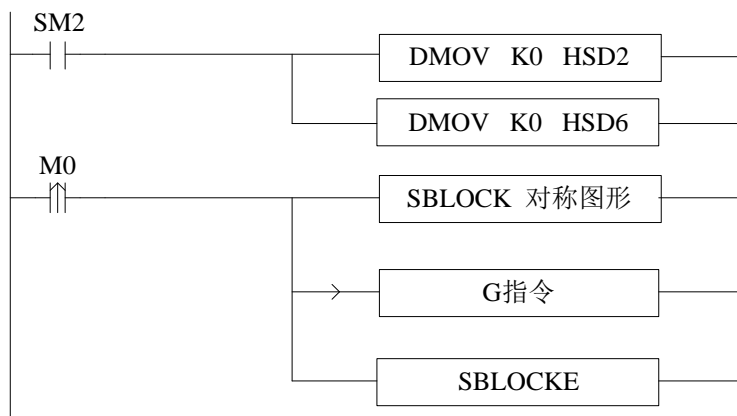 SM2
DMOV K0 HSD2
DMOV K0 HSD6
M0
SBLOCK 对称图形
G指令
SBLOCKE